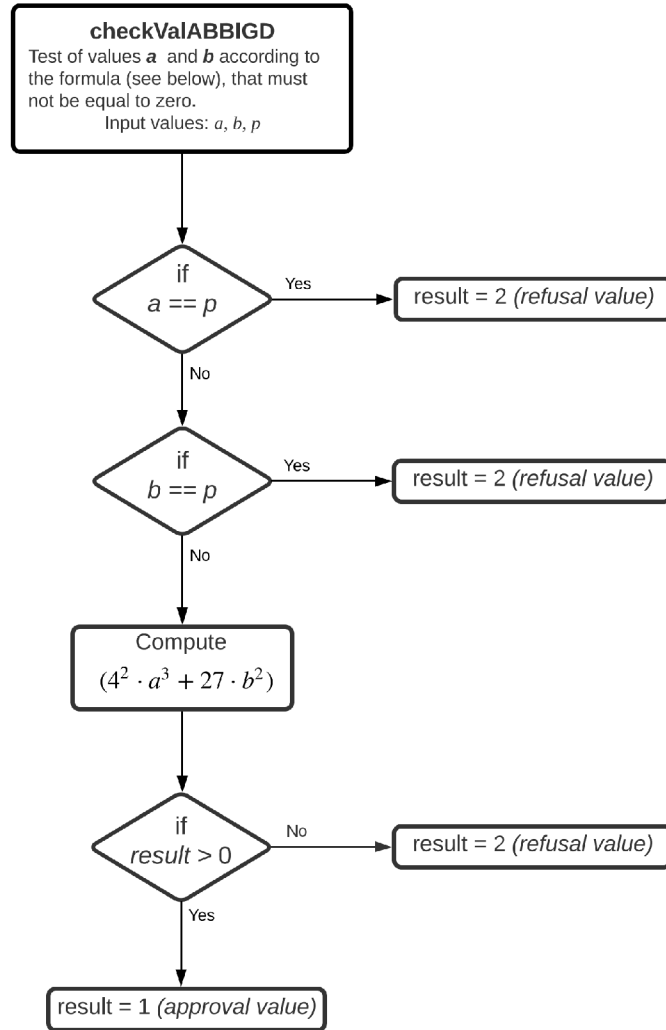 checkValABBIGD
Test of values a and b according to
the formula (see below), that must
not be equal to zero.
Input values: a, b, p
if
a == p
Yes
result = 2 (refusal value)
No
if
b == p
Yes
result = 2 (refusal value)
No
Compute
(4² · a³ + 27 · b²)
if
result > 0
No
result = 2 (refusal value)
Yes
result = 1 (approval value)